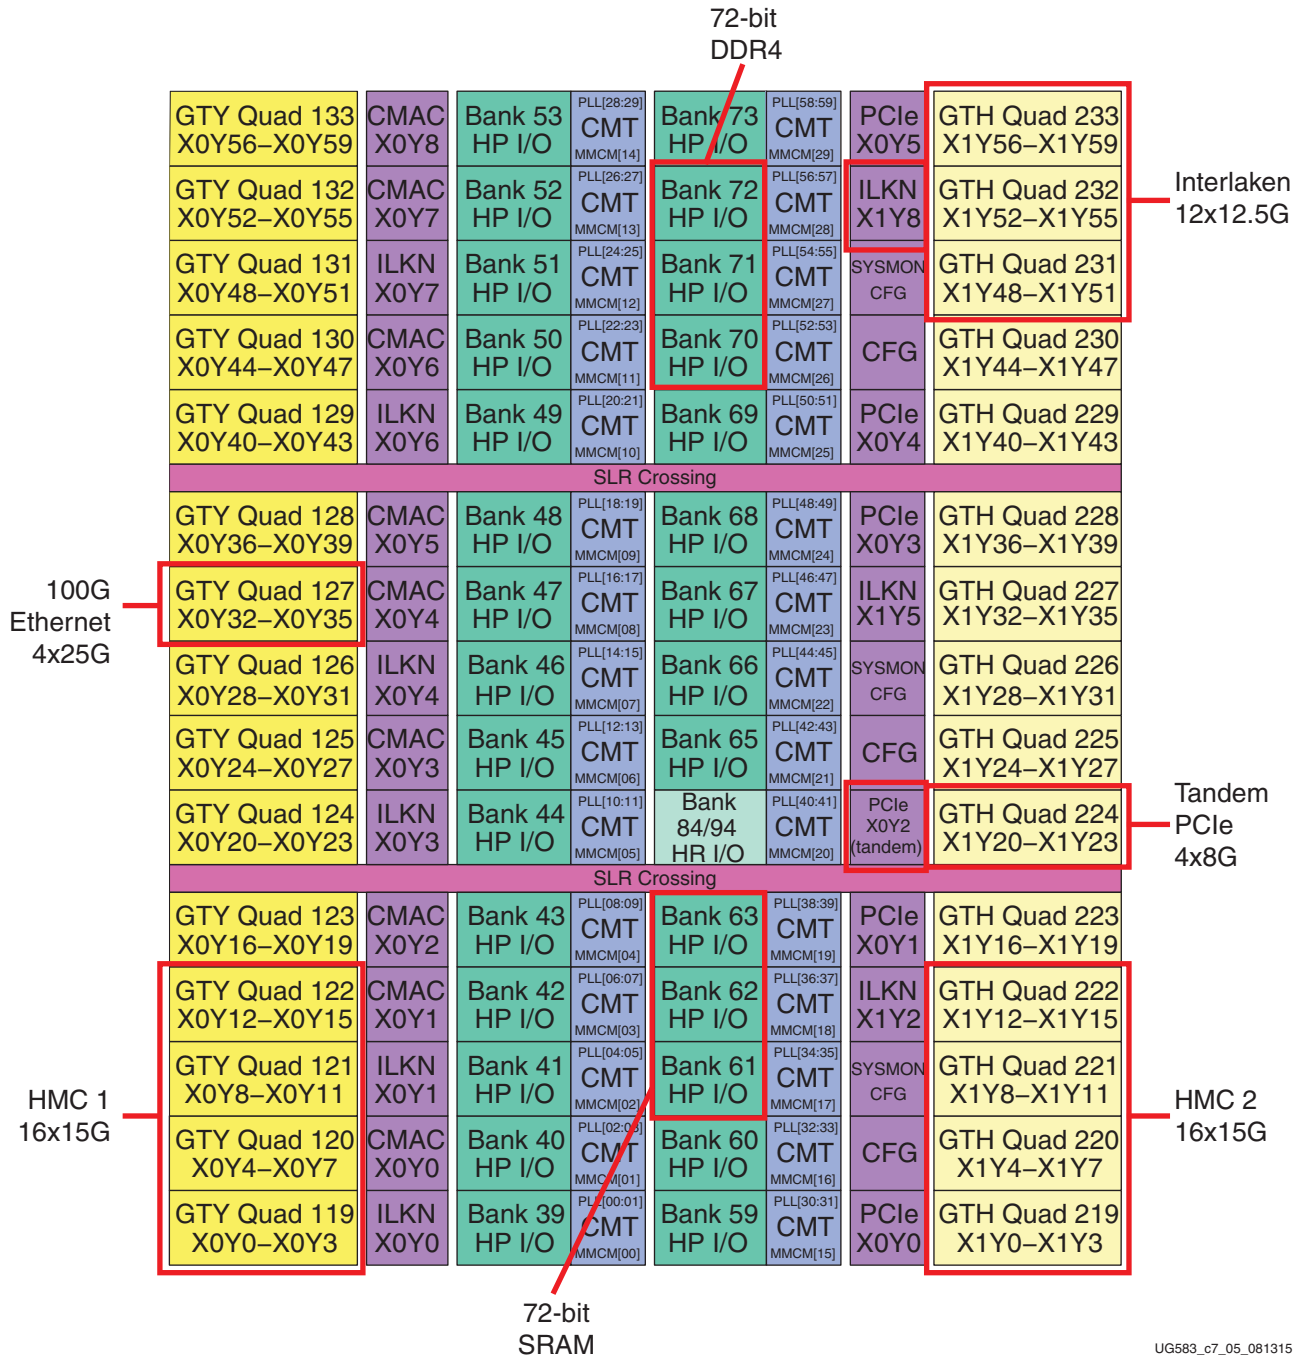 72-bit
DDR4
GTY Quad 133
X0Y56–X0Y59
CMAC
X0Y8
Bank 53
HP I/O
PLL[28:29]
CMT
MMCM[14]
Bank 73
HP I/O
PLL[58:59]
CMT
MMCM[29]
PCIe
X0Y5
GTH Quad 233
X1Y56–X1Y59
GTY Quad 132
X0Y52–X0Y55
CMAC
X0Y7
Bank 52
HP I/O
PLL[26:27]
CMT
MMCM[13]
Bank 72
HP I/O
PLL[56:57]
CMT
MMCM[28]
ILKN
X1Y8
GTH Quad 232
X1Y52–X1Y55
Interlaken
12x12.5G
GTY Quad 131
X0Y48–X0Y51
ILKN
X0Y7
Bank 51
HP I/O
PLL[24:25]
CMT
MMCM[12]
Bank 71
HP I/O
PLL[54:55]
CMT
MMCM[27]
SYSMON
CFG
GTH Quad 231
X1Y48–X1Y51
GTY Quad 130
X0Y44–X0Y47
CMAC
X0Y6
Bank 50
HP I/O
PLL[22:23]
CMT
MMCM[11]
Bank 70
HP I/O
PLL[52:53]
CMT
MMCM[26]
CFG
GTH Quad 230
X1Y44–X1Y47
GTY Quad 129
X0Y40–X0Y43
ILKN
X0Y6
Bank 49
HP I/O
PLL[20:21]
CMT
MMCM[10]
Bank 69
HP I/O
PLL[50:51]
CMT
MMCM[25]
PCIe
X0Y4
GTH Quad 229
X1Y40–X1Y43
SLR Crossing
GTY Quad 128
X0Y36–X0Y39
CMAC
X0Y5
Bank 48
HP I/O
PLL[18:19]
CMT
MMCM[09]
Bank 68
HP I/O
PLL[48:49]
CMT
MMCM[24]
PCIe
X0Y3
GTH Quad 228
X1Y36–X1Y39
100G
Ethernet
4x25G
GTY Quad 127
X0Y32–X0Y35
CMAC
X0Y4
Bank 47
HP I/O
PLL[16:17]
CMT
MMCM[08]
Bank 67
HP I/O
PLL[46:47]
CMT
MMCM[23]
ILKN
X1Y5
GTH Quad 227
X1Y32–X1Y35
GTY Quad 126
X0Y28–X0Y31
ILKN
X0Y4
Bank 46
HP I/O
PLL[14:15]
CMT
MMCM[07]
Bank 66
HP I/O
PLL[44:45]
CMT
MMCM[22]
SYSMON
CFG
GTH Quad 226
X1Y28–X1Y31
GTY Quad 125
X0Y24–X0Y27
CMAC
X0Y3
Bank 45
HP I/O
PLL[12:13]
CMT
MMCM[06]
Bank 65
HP I/O
PLL[42:43]
CMT
MMCM[21]
CFG
GTH Quad 225
X1Y24–X1Y27
GTY Quad 124
X0Y20–X0Y23
ILKN
X0Y3
Bank 44
HP I/O
PLL[10:11]
CMT
MMCM[05]
Bank
84/94
HR I/O
PLL[40:41]
CMT
MMCM[20]
PCIe
X0Y2
(tandem)
GTH Quad 224
X1Y20–X1Y23
Tandem
PCIe
4x8G
SLR Crossing
GTY Quad 123
X0Y16–X0Y19
CMAC
X0Y2
Bank 43
HP I/O
PLL[08:09]
CMT
MMCM[04]
Bank 63
HP I/O
PLL[38:39]
CMT
MMCM[19]
PCIe
X0Y1
GTH Quad 223
X1Y16–X1Y19
GTY Quad 122
X0Y12–X0Y15
CMAC
X0Y1
Bank 42
HP I/O
PLL[06:07]
CMT
MMCM[03]
Bank 62
HP I/O
PLL[36:37]
CMT
MMCM[18]
ILKN
X1Y2
GTH Quad 222
X1Y12–X1Y15
GTY Quad 121
X0Y8–X0Y11
ILKN
X0Y1
Bank 41
HP I/O
PLL[04:05]
CMT
MMCM[02]
Bank 61
HP I/O
PLL[34:35]
CMT
MMCM[17]
SYSMON
CFG
GTH Quad 221
X1Y8–X1Y11
HMC 1
16x15G
HMC 2
16x15G
GTY Quad 120
X0Y4–X0Y7
CMAC
X0Y0
Bank 40
HP I/O
PLL[02:03]
CMT
MMCM[01]
Bank 60
HP I/O
PLL[32:33]
CMT
MMCM[16]
CFG
GTH Quad 220
X1Y4–X1Y7
GTY Quad 119
X0Y0–X0Y3
ILKN
X0Y0
Bank 39
HP I/O
PLL[00:01]
CMT
MMCM[00]
Bank 59
HP I/O
PLL[30:31]
CMT
MMCM[15]
PCIe
X0Y0
GTH Quad 219
X1Y0–X1Y3
72-bit
SRAM
UG583_c7_05_081315